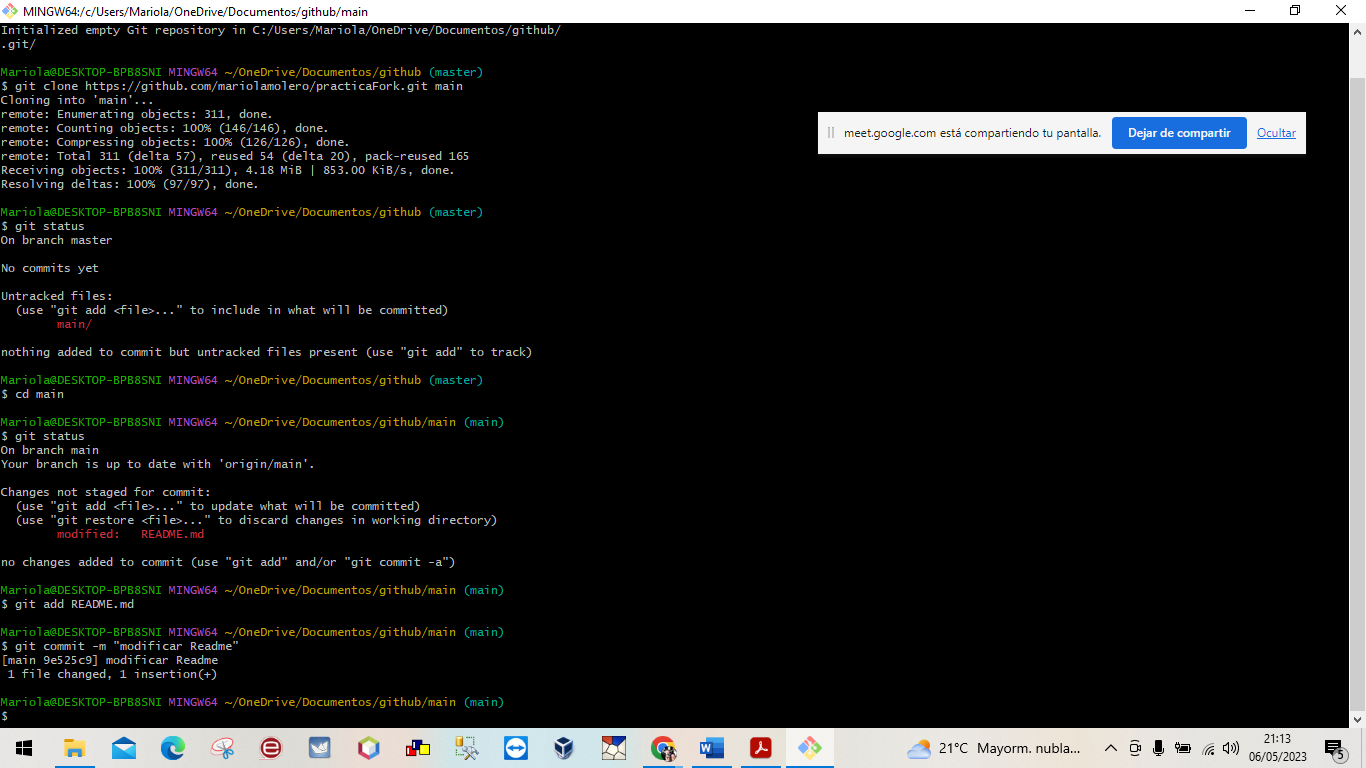 MINGW64:/c/Users/Mariola/OneDrive/Documentos/github/main
Initialized empty Git repository in C:/Users/Mariola/OneDrive/Documentos/github/
.git/
Mariola@DESKTOP-BPB8SNI MINGW64 ~/OneDrive/Documentos/github (master)
$ git clone https://github.com/mariolamolero/practicaFork.git main
Cloning into 'main'...
remote: Enumerating objects: 311, done.
remote: Counting objects: 100% (146/146), done.
remote: Compressing objects: 100% (126/126), done.
remote: Total 311 (delta 57), reused 54 (delta 20), pack-reused 165
Receiving objects: 100% (311/311), 4.18 MiB | 853.00 KiB/s, done.
Resolving deltas: 100% (97/97), done.
meet.google.com está compartiendo tu pantalla. Dejar de compartir Ocultar
Mariola@DESKTOP-BPB8SNI MINGW64 ~/OneDrive/Documentos/github (master)
$ git status
On branch master
No commits yet
Untracked files:
(use "git add <file>..." to include in what will be committed)
main/
nothing added to commit but untracked files present (use "git add" to track)
Mariola@DESKTOP-BPB8SNI MINGW64 ~/OneDrive/Documentos/github (master)
$ cd main
Mariola@DESKTOP-BPB8SNI MINGW64 ~/OneDrive/Documentos/github/main (main)
$ git status
On branch main
Your branch is up to date with 'origin/main'.
Changes not staged for commit:
(use "git add <file>..." to update what will be committed)
(use "git restore <file>..." to discard changes in working directory)
modified:   README.md
no changes added to commit (use "git add" and/or "git commit -a")
Mariola@DESKTOP-BPB8SNI MINGW64 ~/OneDrive/Documentos/github/main (main)
$ git add README.md
Mariola@DESKTOP-BPB8SNI MINGW64 ~/OneDrive/Documentos/github/main (main)
$ git commit -m "modificar Readme"
[main 9e525c9] modificar Readme
1 file changed, 1 insertion(+)
Mariola@DESKTOP-BPB8SNI MINGW64 ~/OneDrive/Documentos/github/main (main)
$
21°C Mayorm. nubla...
21:13
06/05/2023
5